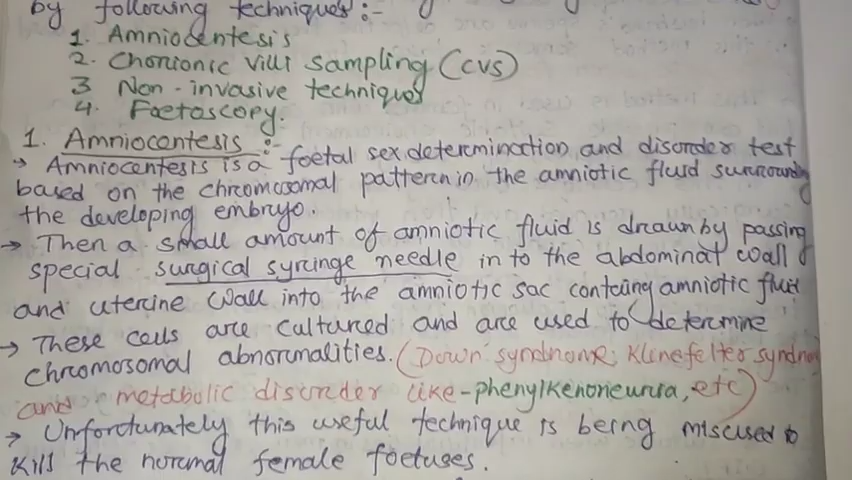 by following techniques :-
1. Amniocentesis
2. Chorionic Villi Sampling (CVS)
3 Non-invasive techniques
4. Foetoscopy.
1. Amniocentesis :-
→ Amniocentesis is a foetal sex determination and disorder test
based on the chromosomal pattern in the amniotic fluid surrounding
the developing embryo.
→ Then a small amount of amniotic fluid is drawn by passing
special surgical syringe needle in to the abdominal wall
and uterine wall into the amniotic sac contcing amniotic fluid
→ These cells are cultured and are used to determine
chromosomal abnormalities. (Down syndnome, Klinefelter syndno
and metabolic disorder like - phenylkenoneuria, etc)
→ Unfortunately this useful technique is being miscused to
kill the normal female foetuses.